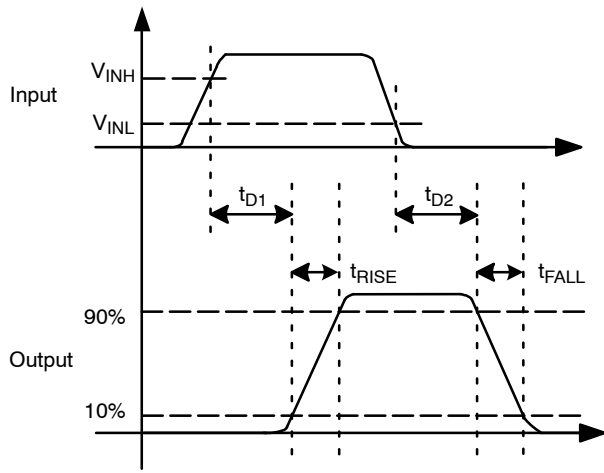 V_INH
Input
V_INL
t_D1
t_D2
t_RISE
t_FALL
90%
Output
10%